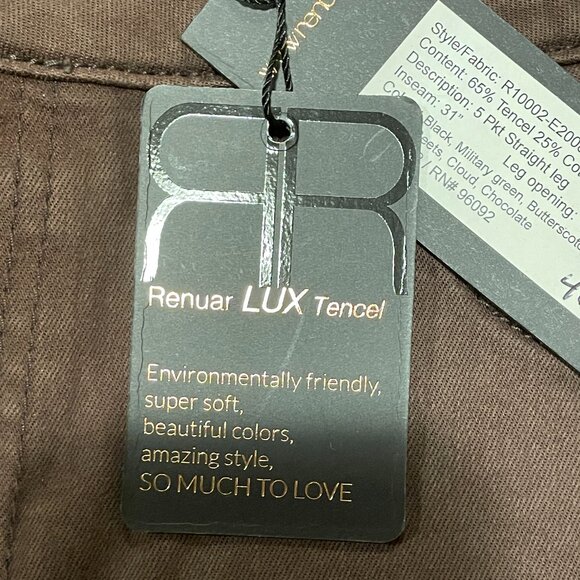 Style/Fabric: R10002-E2000
Content: 65% Tencel 25% Co
Description: 5 Pkt Straight leg
Inseam: 31" Leg opening:
Black, Military green, Buttersco
Cloud, Chocolate
RN# 96092
Renuar LUX Tencel
Environmentally friendly,
super soft,
beautiful colors,
amazing style,
SO MUCH TO LOVE